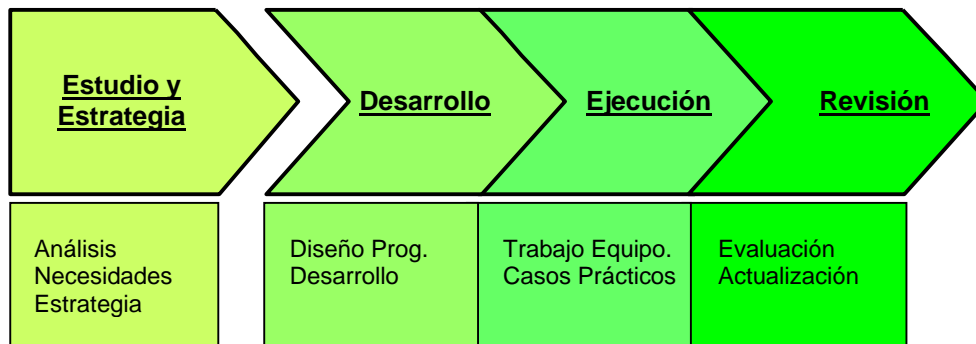 Estudio y
Estrategia
Desarrollo
Ejecución
Revisión
Análisis
Necesidades
Estrategia
Diseño Prog.
Desarrollo
Trabajo Equipo.
Casos Prácticos
Evaluación
Actualización